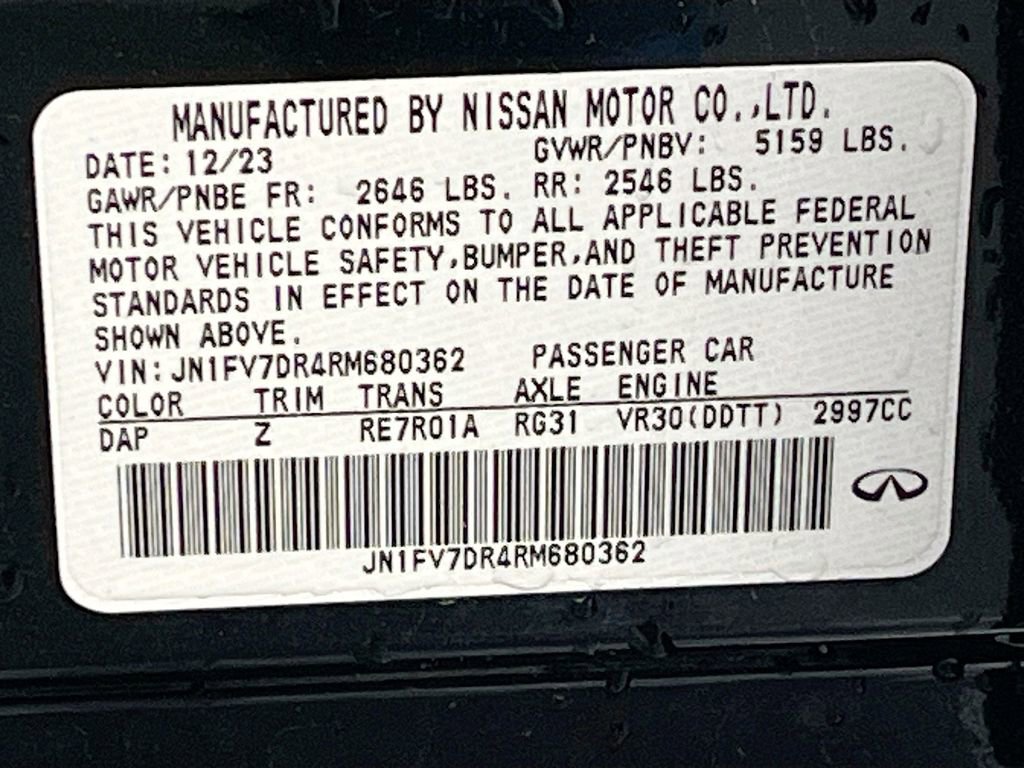 MANUFACTURED BY NISSAN MOTOR CO.,LTD.
DATE: 12/23 GVWR/PNBV: 5159 LBS.
GAWR/PNBE FR: 2646 LBS. RR: 2546 LBS.
THIS VEHICLE CONFORMS TO ALL APPLICABLE FEDERAL
MOTOR VEHICLE SAFETY,BUMPER,AND THEFT PREVENTION
STANDARDS IN EFFECT ON THE DATE OF MANUFACTURE
SHOWN ABOVE.
VIN: JN1FV7DR4RM680362 PASSENGER CAR
COLOR TRIM TRANS AXLE ENGINE
DAP Z RE7R01A RG31 VR30(DDTT) 2997CC
JN1FV7DR4RM680362